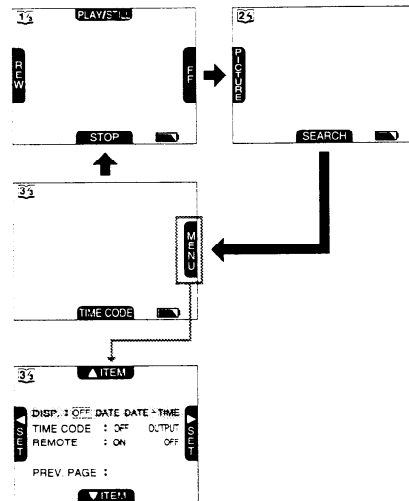 1/3
PLAY/STILL
REW
FF
STOP
2/3
PICTURE
SEARCH
3/3
MENU
TIME CODE
3/3
▲ ITEM
◀ SET
DISP. : OFF DATE DATE+TIME
TIME CODE : OFF OUTPUT
REMOTE : ON OFF
PREV. PAGE :
▶ SET
▼ ITEM